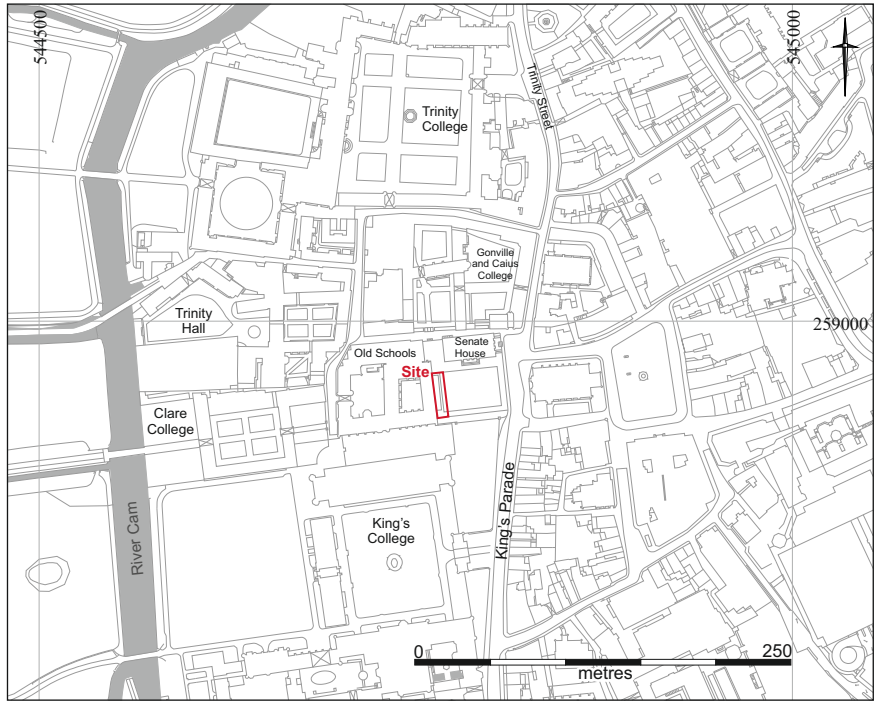 544500
545000
Trinity Street
Trinity
College
Gonville
and Caius
College
Trinity
Hall
259000
Senate
House
Old Schools
Site
Clare
College
King's Parade
River Cam
King's
College
0
250
metres